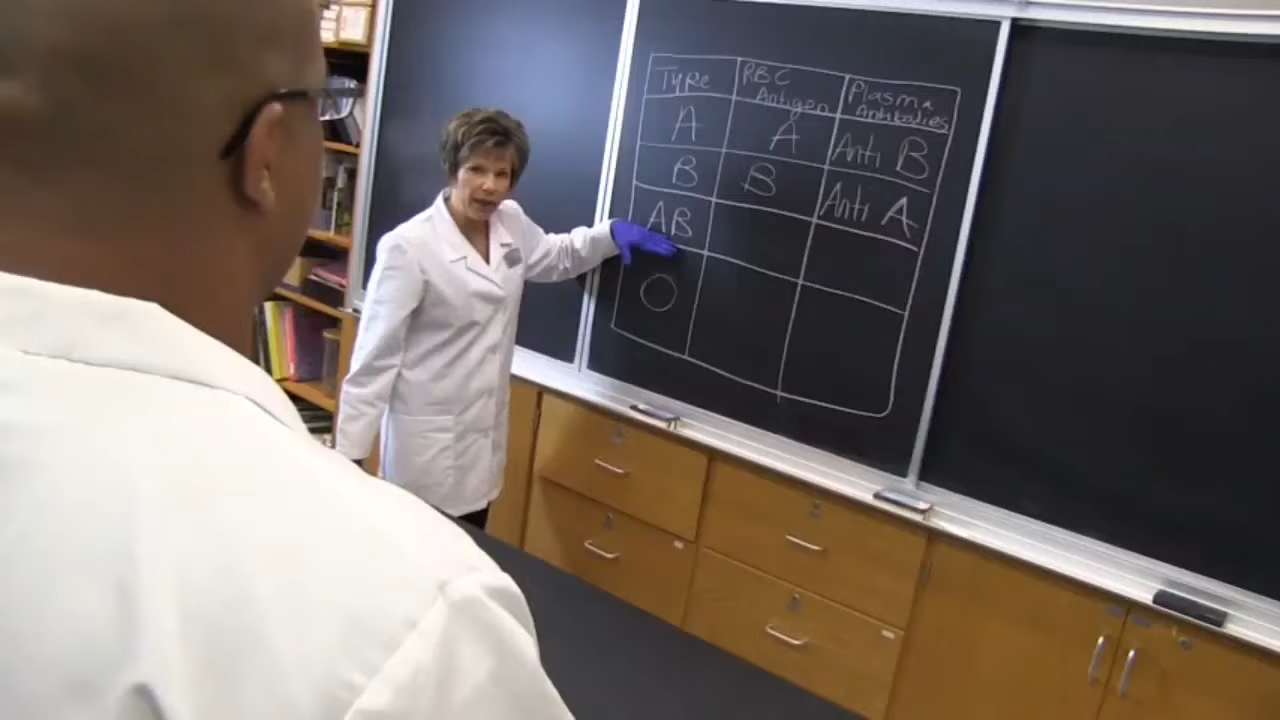 Type RBC Antigen Plasma Antibodies
A A Anti B
B B Anti A
AB
O